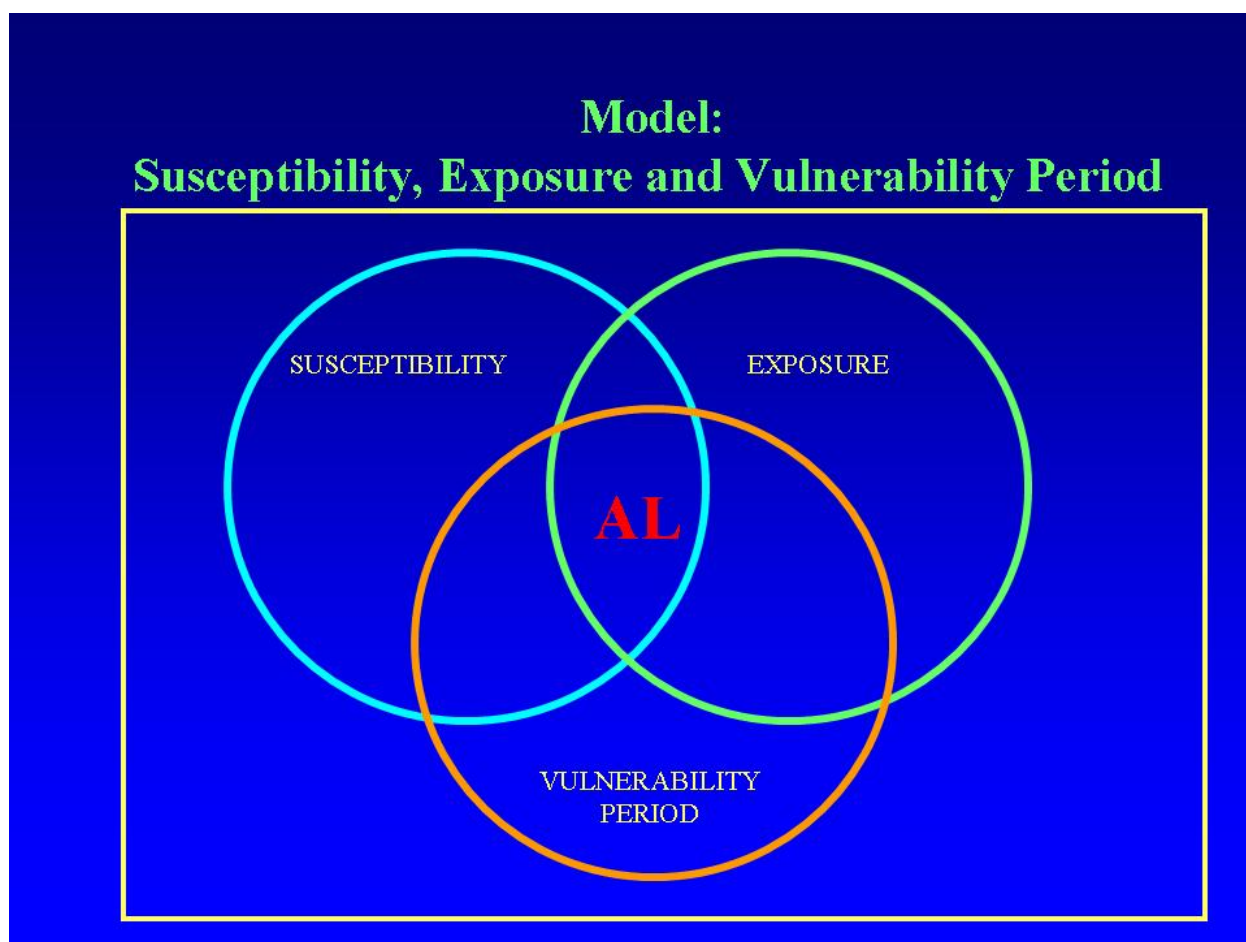 Model:
Susceptibility, Exposure and Vulnerability Period
SUSCEPTIBILITY
EXPOSURE
AL
VULNERABILITY
PERIOD